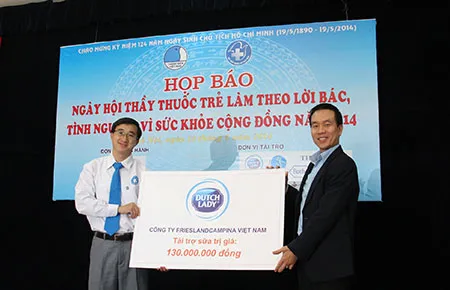 CHÀO MỪNG KỶ NIỆM 124 NĂM NGÀY SINH CHỦ TỊCH HỒ CHÍ MINH (19/5/1890 - 19/5/2014)
HỌP BÁO
NGÀY HỘI THẦY THUỐC TRẺ LÀM THEO LỜI BÁC,
TÌNH NGUYỆN VÌ SỨC KHỎE CỘNG ĐỒNG NĂM 2014
ĐƠN VỊ TÀI TRỢ
DUTCH LADY
CÔNG TY FRIESLANDCAMPINA VIỆT NAM
Tài trợ sữa trị giá:
130.000.000 đồng